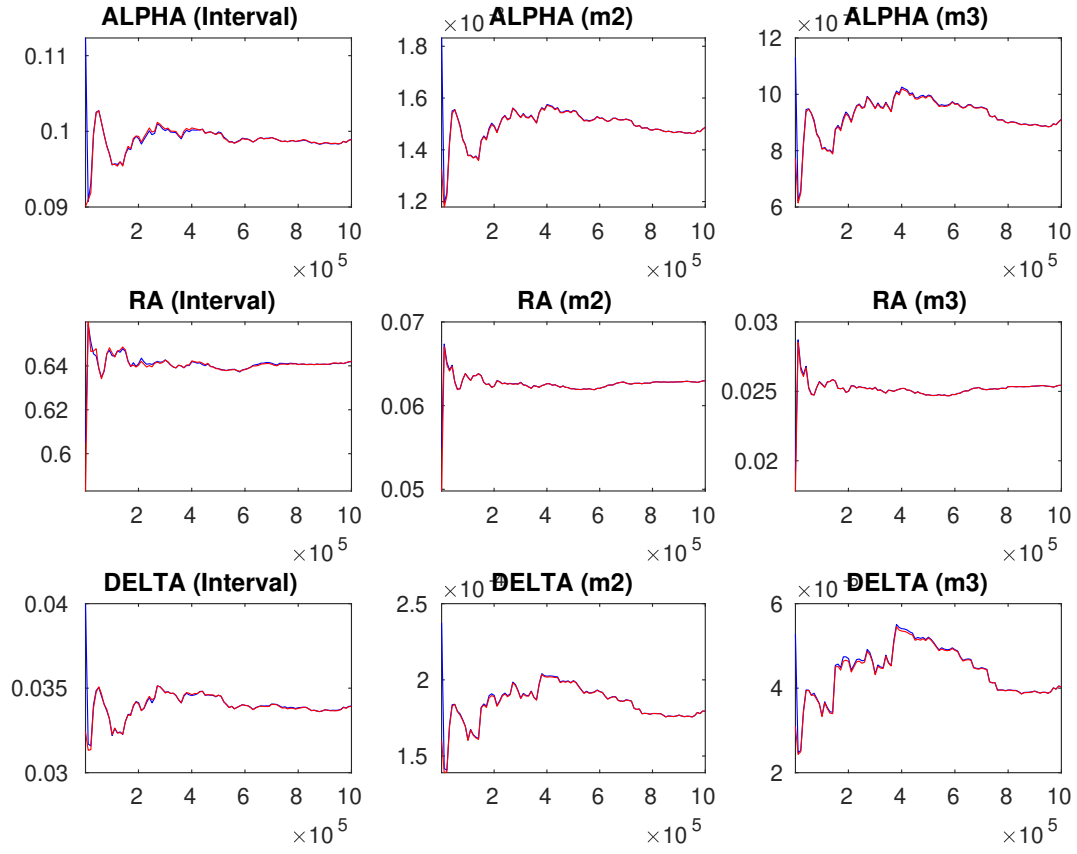 ALPHA (Interval)
ALPHA (m2)
ALPHA (m3)
0.11
0.1
0.09
2 4 6 8 10
×10 5
1.8
1.6
1.4
1.2
2 4 6 8 10
×10 5
12
10
8
6
2 4 6 8 10
×10 5
RA (Interval)
RA (m2)
RA (m3)
0.64
0.62
0.6
2 4 6 8 10
×10 5
0.07
0.06
0.05
2 4 6 8 10
×10 5
0.03
0.025
0.02
2 4 6 8 10
×10 5
DELTA (Interval)
DELTA (m2)
DELTA (m3)
0.04
0.035
0.03
2 4 6 8 10
×10 5
2.5
2
1.5
2 4 6 8 10
×10 5
6
4
2
2 4 6 8 10
×10 5